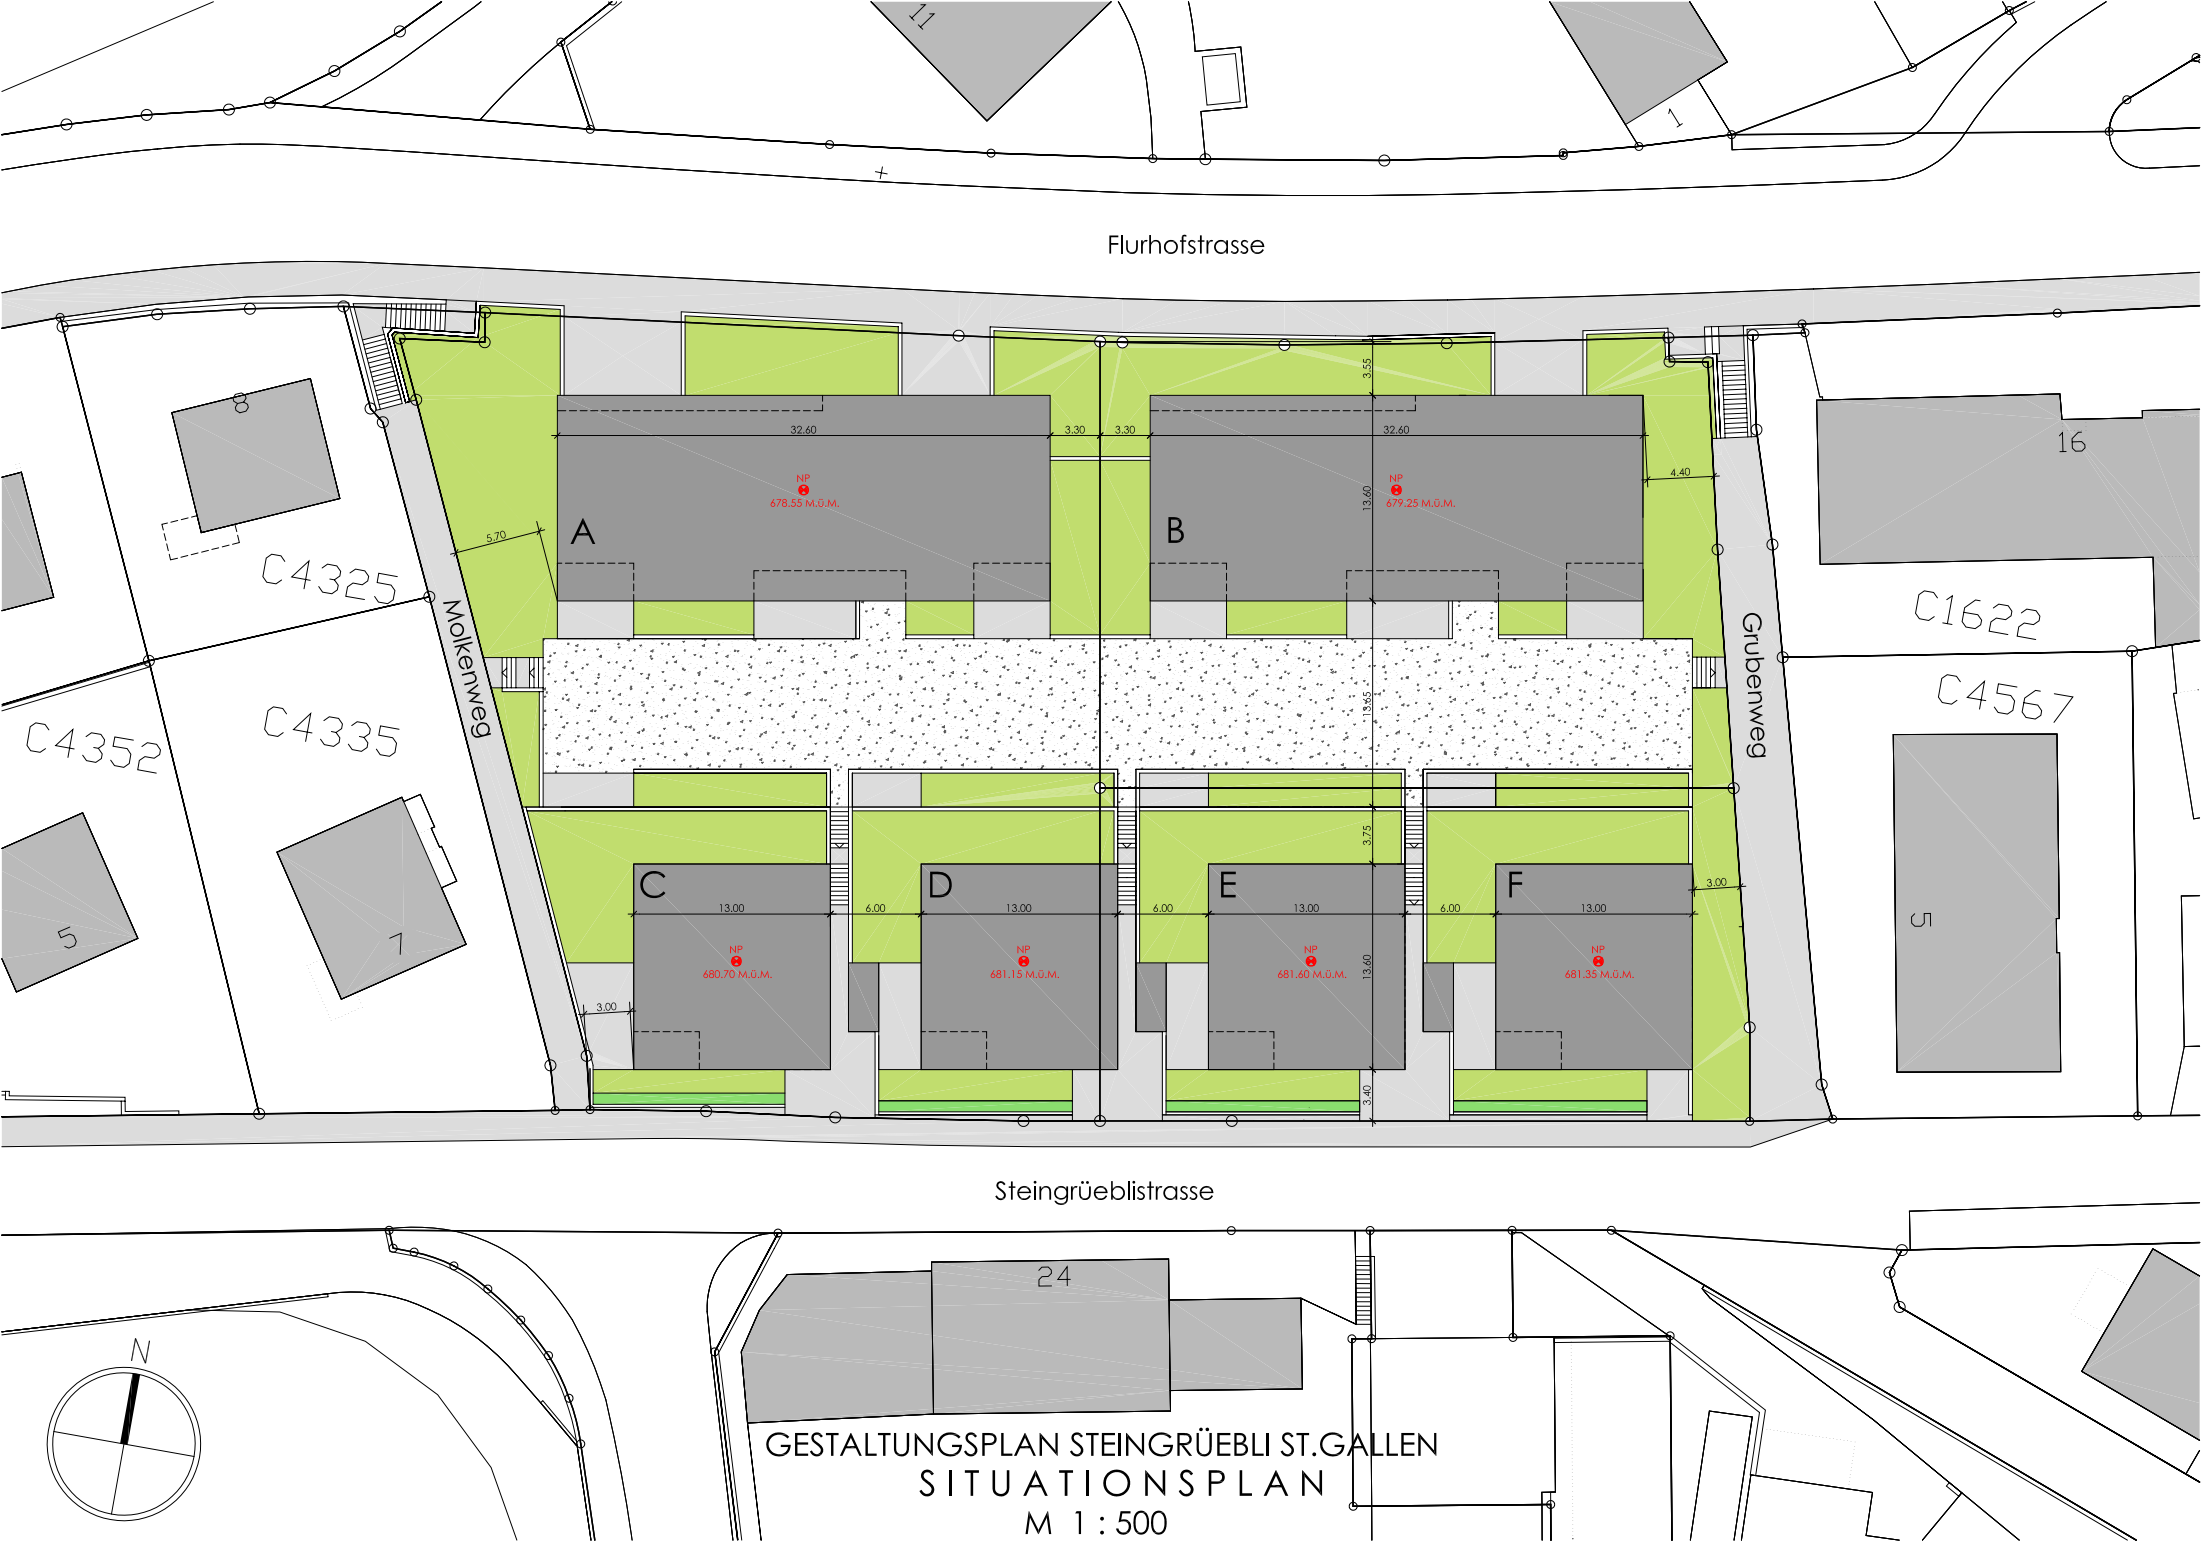 11
1
Flurhofstrasse
8
3.55
32.60
3.30
3.30
32.60
16
4.40
NP
678.55 M.Ü.M.
NP
679.25 M.Ü.M.
13.60
A
B
5.70
C4325
Molkenweg
Grubenweg
C1622
C4352
C4335
13.65
C4567
3.75
C
D
E
F
3.00
13.00
6.00
13.00
6.00
13.00
6.00
13.00
5
7
5
NP
680.70 M.Ü.M.
NP
681.15 M.Ü.M.
NP
681.60 M.Ü.M.
NP
681.35 M.Ü.M.
13.60
3.00
3.40
Steingrüeblistrasse
24
N
GESTALTUNGSPLAN STEINGRÜEBLI ST.GALLEN
SITUATIONSPLAN
M 1 : 500